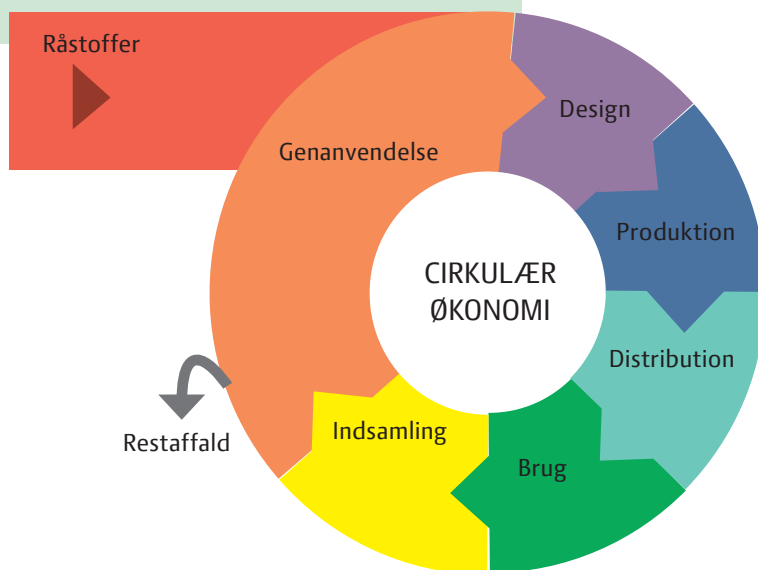 Råstoffer
Design
Genanvendelse
Produktion
CIRKULÆR
ØKONOMI
Distribution
Indsamling
Restaffald
Brug